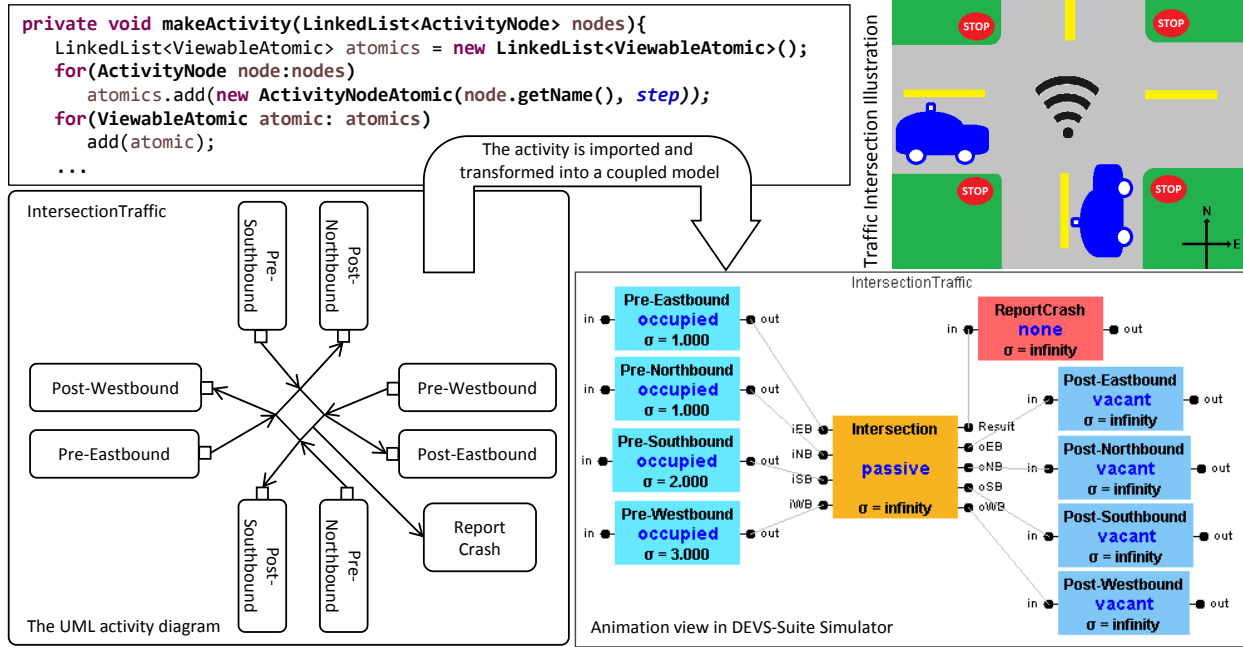 private void makeActivity(LinkedList<ActivityNode> nodes){
LinkedList<ViewableAtomic> atomics = new LinkedList<ViewableAtomic>();
for(ActivityNode node:nodes)
atomics.add(new ActivityNodeAtomic(node.getName(), step));
for(ViewableAtomic atomic: atomics)
add(atomic);
...
The activity is imported and
transformed into a coupled model
Traffic Intersection Illustration
STOP
STOP
STOP
STOP
N
E
IntersectionTraffic
Pre-
Southbound
Post-
Northbound
Post-Westbound
Pre-Westbound
Pre-Eastbound
Post-Eastbound
Post-
Southbound
Pre-
Northbound
Report
Crash
The UML activity diagram
IntersectionTraffic
Pre-Eastbound
in occupied out
σ = 1.000
Pre-Northbound
in occupied out
σ = 1.000
Pre-Southbound
in occupied out
σ = 2.000
Pre-Westbound
in occupied out
σ = 3.000
iEB
iNB
iSB
iWB
Intersection
passive
σ = infinity
Result
oEB
oNB
oSB
oWB
ReportCrash
in none out
σ = infinity
Post-Eastbound
in vacant out
σ = infinity
Post-Northbound
in vacant out
σ = infinity
Post-Southbound
in vacant out
σ = infinity
Post-Westbound
in vacant out
σ = infinity
Animation view in DEVS-Suite Simulator